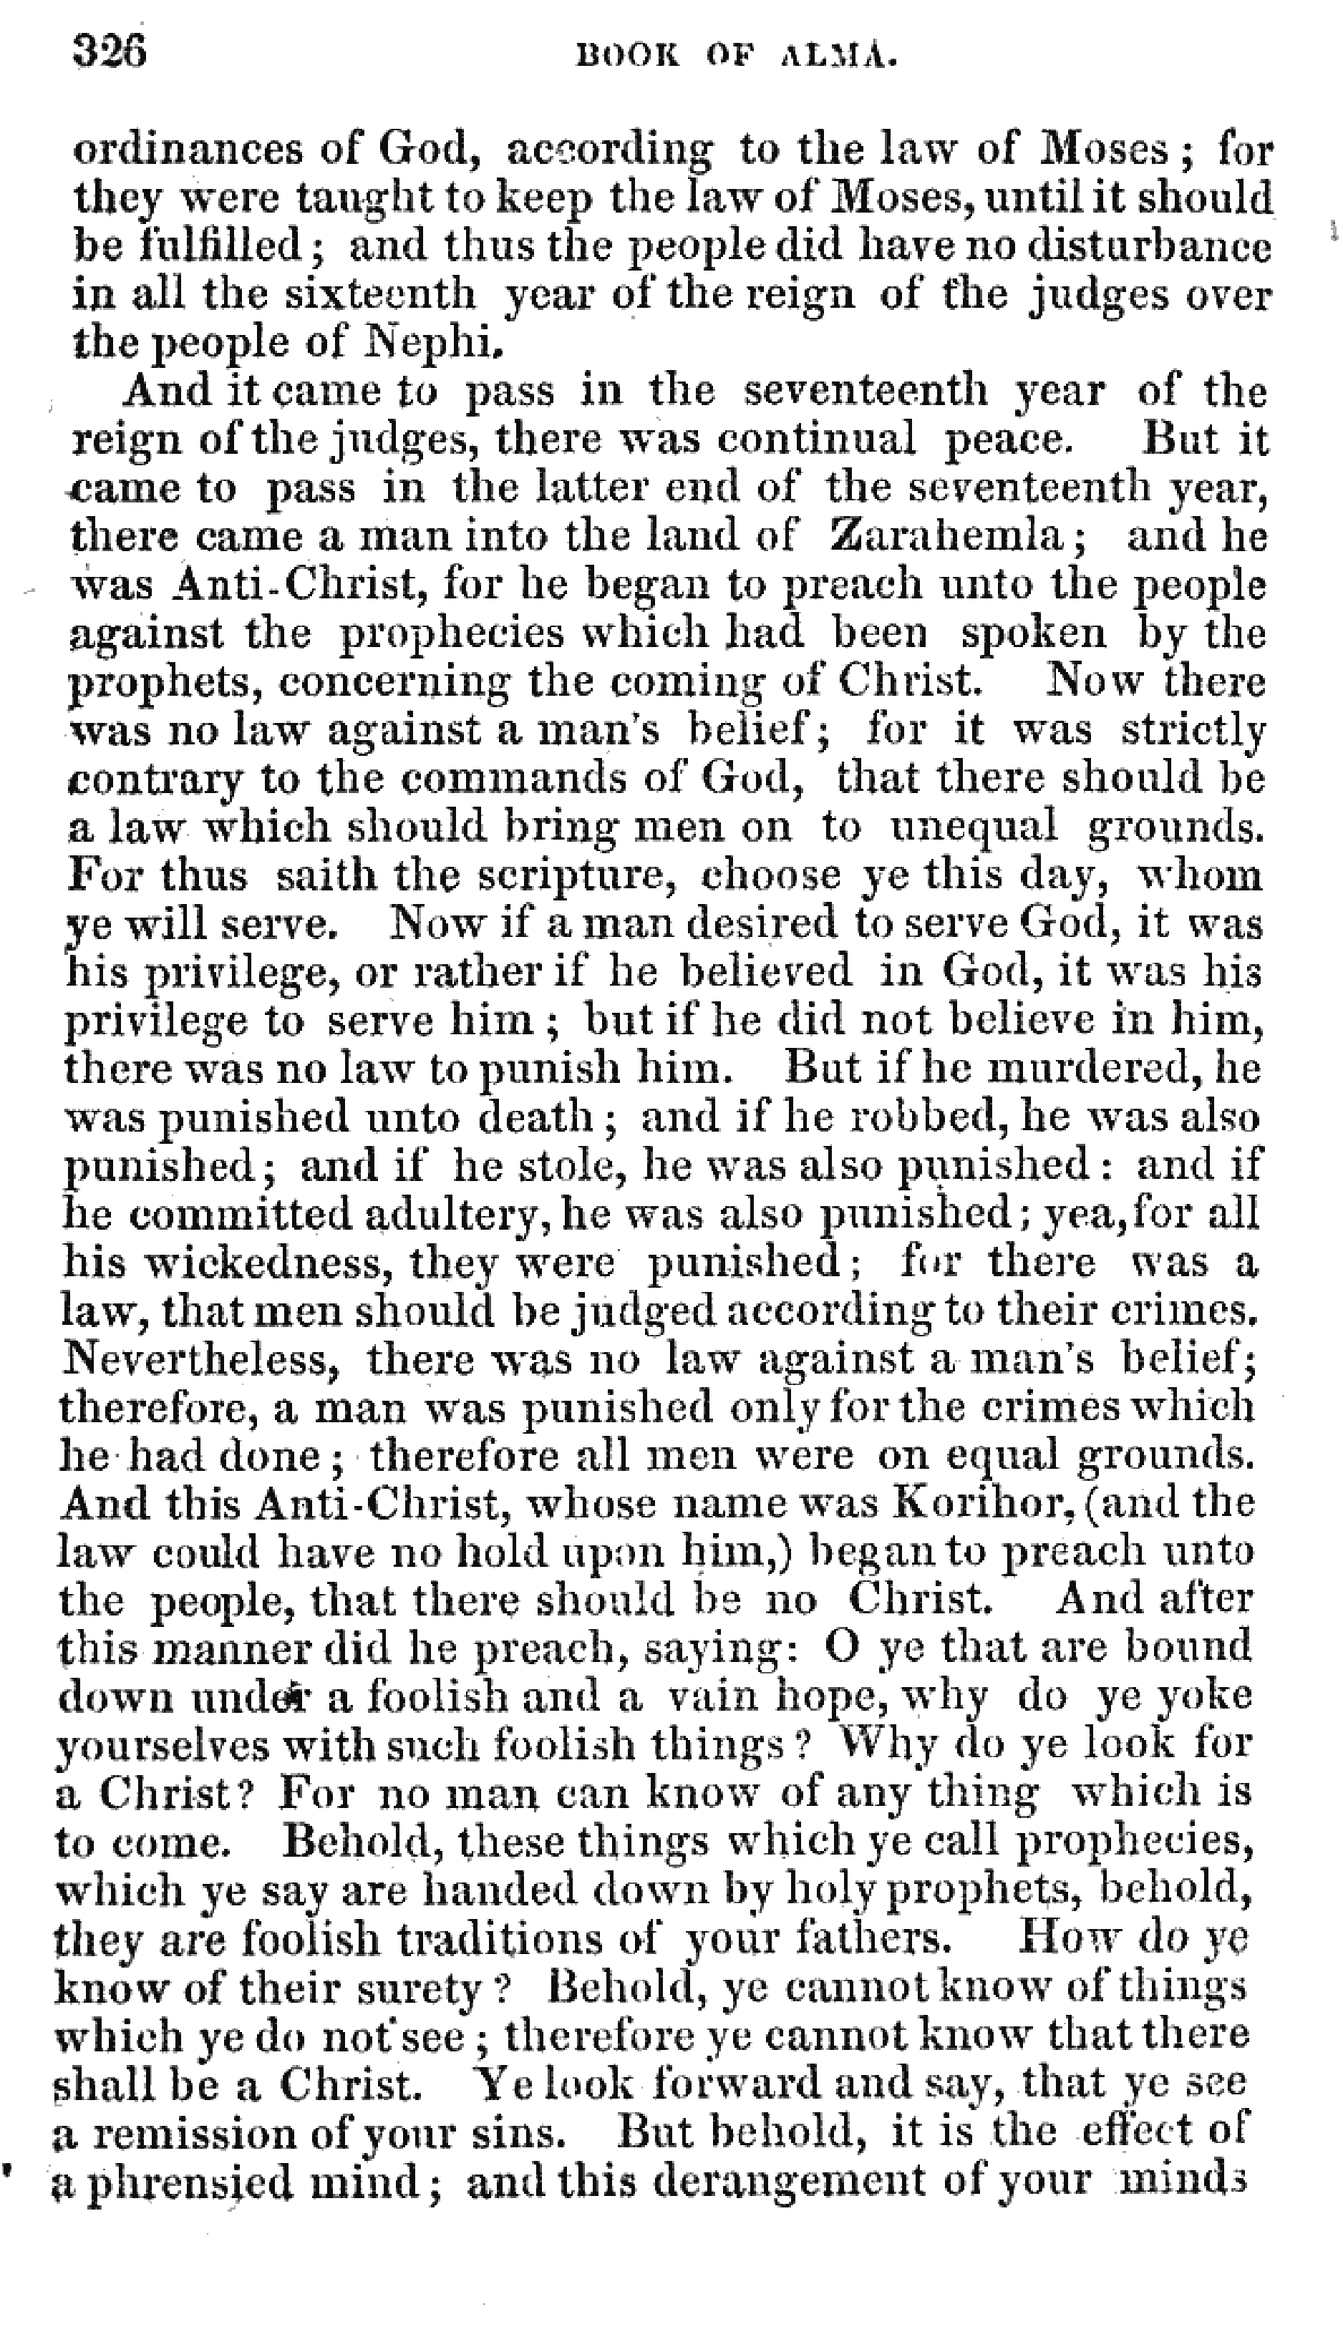 326 BOOK OF ALMA.
ordinances of God, according to the law of Moses; for
they were taught to keep the law of Moses, until it should
be fulfilled; and thus the people did have no disturbance
in all the sixteenth year of the reign of the judges over
the people of Nephi.
And it came to pass in the seventeenth year of the
reign of the judges, there was continual peace. But it
came to pass in the latter end of the seventeenth year,
there came a man into the land of Zarahemla; and he
was Anti-Christ, for he began to preach unto the people
against the prophecies which had been spoken by the
prophets, concerning the coming of Christ. Now there
was no law against a man's belief; for it was strictly
contrary to the commands of God, that there should be
a law which should bring men on to unequal grounds.
For thus saith the scripture, choose ye this day, whom
ye will serve. Now if a man desired to serve God, it was
his privilege, or rather if he believed in God, it was his
privilege to serve him; but if he did not believe in him,
there was no law to punish him. But if he murdered, he
was punished unto death; and if he robbed, he was also
punished; and if he stole, he was also punished: and if
he committed adultery, he was also punished; yea, for all
his wickedness, they were punished; for there was a
law, that men should be judged according to their crimes.
Nevertheless, there was no law against a man's belief;
therefore, a man was punished only for the crimes which
he had done; therefore all men were on equal grounds.
And this Anti-Christ, whose name was Korihor, (and the
law could have no hold upon him,) began to preach unto
the people, that there should be no Christ. And after
this manner did he preach, saying: O ye that are bound
down under a foolish and a vain hope, why do ye yoke
yourselves with such foolish things? Why do ye look for
a Christ? For no man can know of any thing which is
to come. Behold, these things which ye call prophecies,
which ye say are handed down by holy prophets, behold,
they are foolish traditions of your fathers. How do ye
know of their surety? Behold, ye cannot know of things
which ye do not see; therefore ye cannot know that there
shall be a Christ. Ye look forward and say, that ye see
a remission of your sins. But behold, it is the effect of
a phrensied mind; and this derangement of your minds